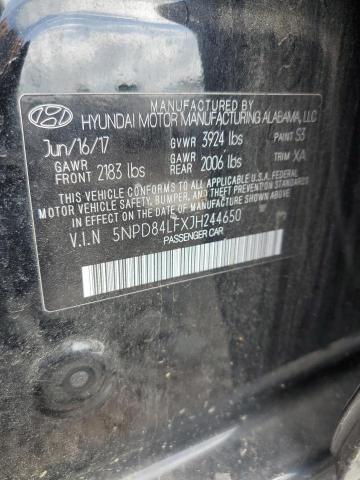 MANUFACTURED BY
HYUNDAI MOTOR MANUFACTURING ALABAMA, LLC
Jun/16/17 GVWR 3924 lbs PAINT S3
GAWR FRONT 2183 lbs GAWR REAR 2006 lbs TRIM XA
THIS VEHICLE CONFORMS TO ALL APPLICABLE U.S.A FEDERAL
MOTOR VEHICLE SAFETY AND THEFT PREVENTION STANDARDS
IN EFFECT ON THE DATE OF MANUFACTURE SHOWN ABOVE.
V.I.N 5NPD84LFXJH244650
PASSENGER CAR